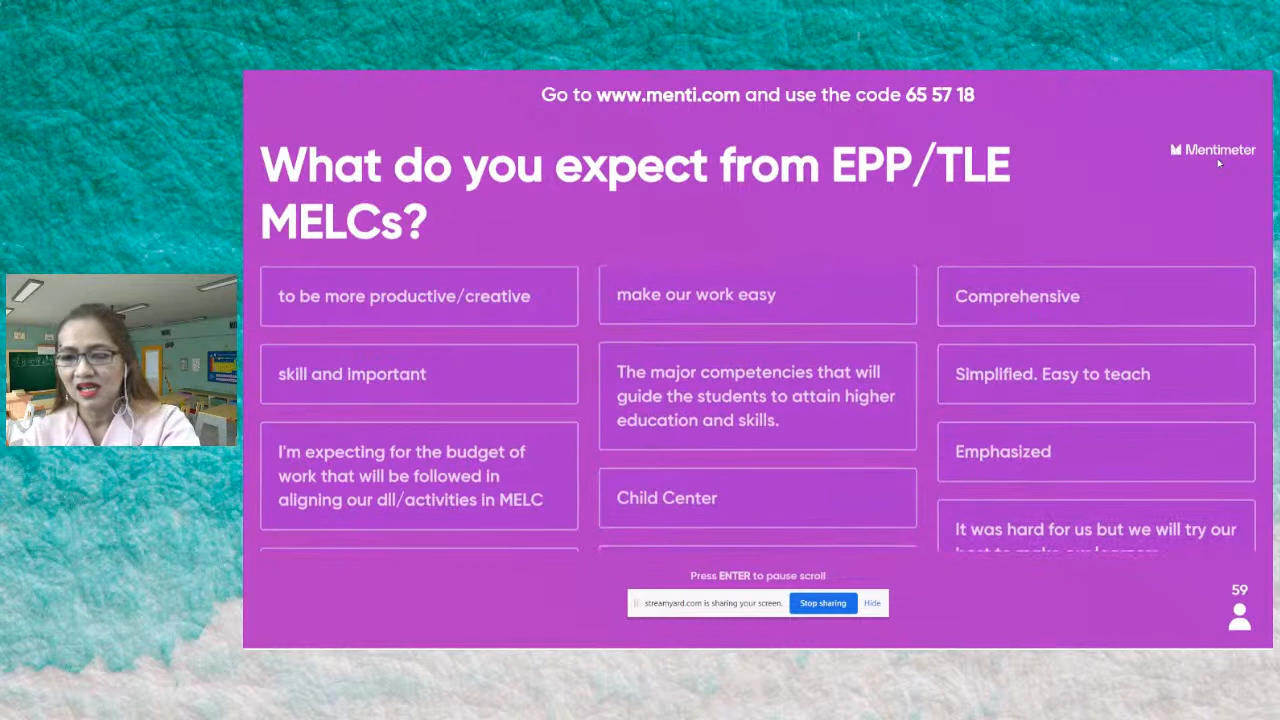 Go to www.menti.com and use the code 65 57 18
Mentimeter
What do you expect from EPP/TLE
MELCs?
to be more productive/creative
skill and important
I'm expecting for the budget of
work that will be followed in
aligning our dll/activities in MELC
make our work easy
The major competencies that will
guide the students to attain higher
education and skills.
Child Center
Comprehensive
Simplified. Easy to teach
Emphasized
It was hard for us but we will try our
Press ENTER to pause scroll
streamyard.com is sharing your screen.
Stop sharing
Hide
59